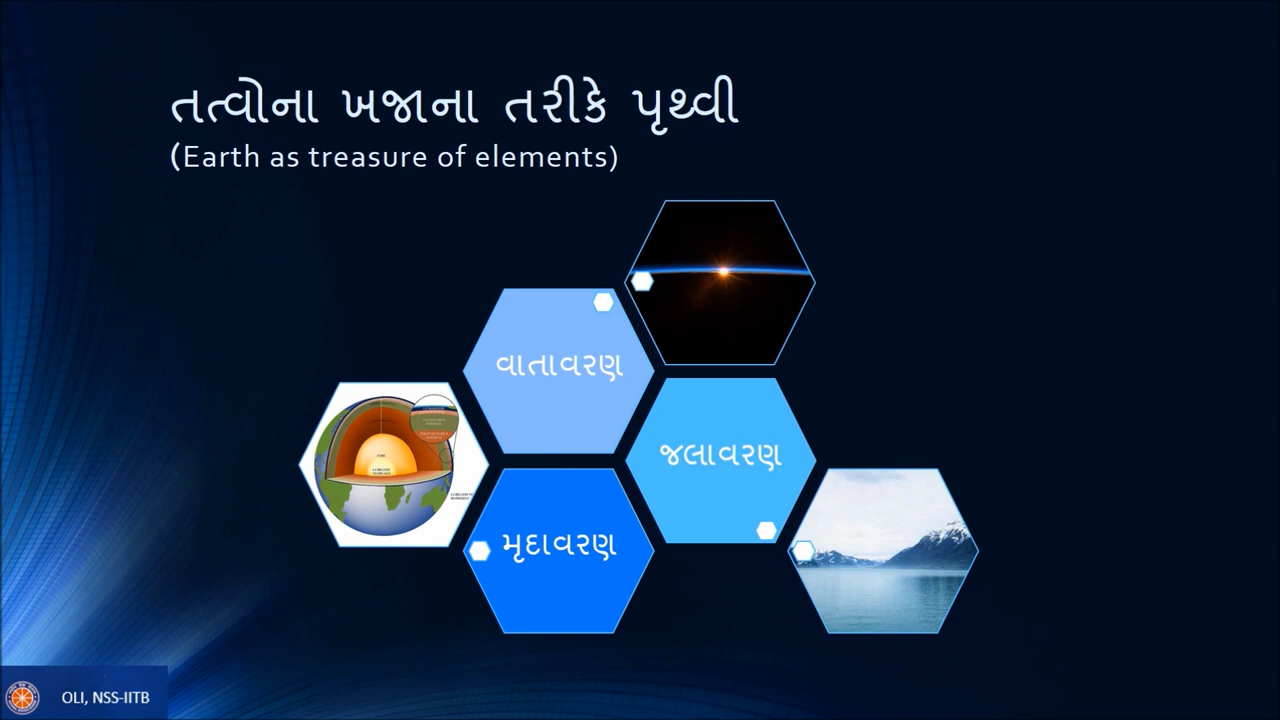 તત્વોના ખજાના તરીકે પૃથ્વી
(Earth as treasure of elements)
વાતાવરણ
જલાવરણ
મૃદાવરણ
OLI, NSS-IITB